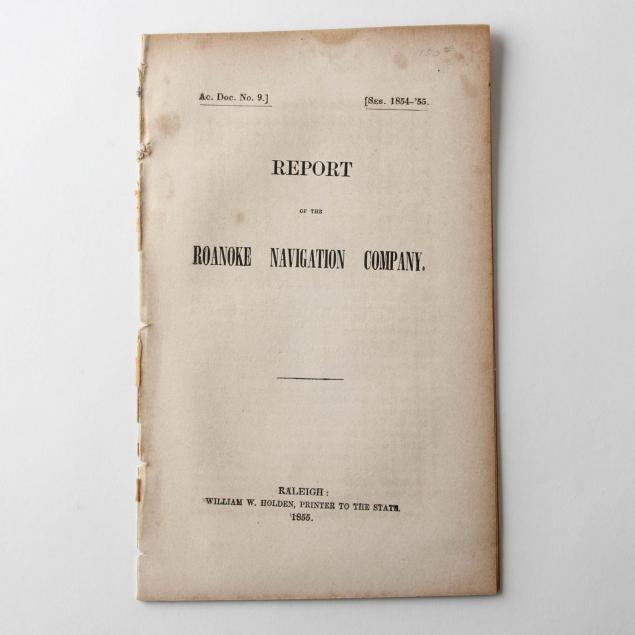 Ac. Doc. No. 9.] [Ses. 1854-'55.
REPORT
OF THE
ROANOKE NAVIGATION COMPANY.
RALEIGH:
WILLIAM W. HOLDEN, PRINTER TO THE STATE.
1855.